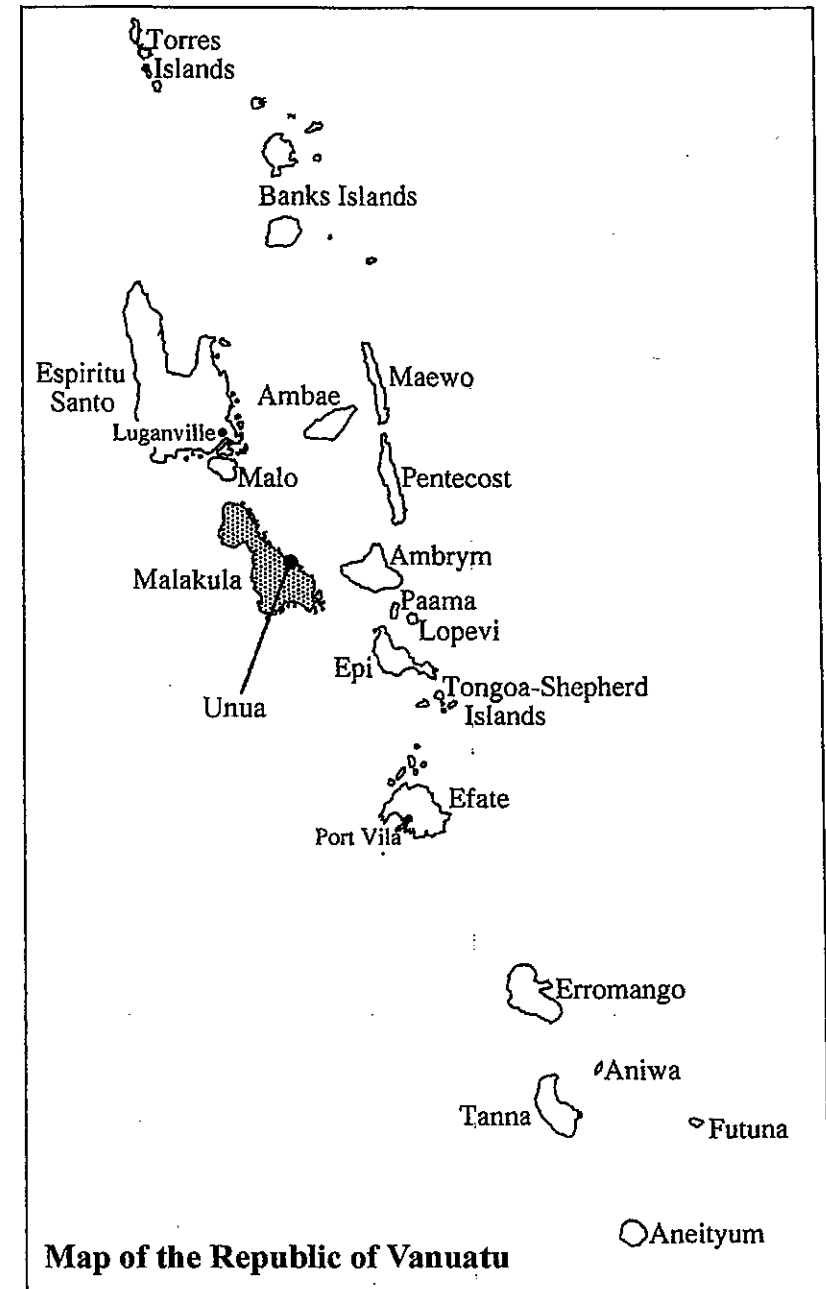 Torres
Islands
Banks Islands
Espiritu
Santo
Ambae
Maewo
Luganville
Malo
Pentecost
Malakula
Ambrym
Paama
Lopevi
Epi
Unua
Tongoa-Shepherd
Islands
Efate
Port Vila
Erromango
Aniwa
Tanna
Futuna
Aneityum
Map of the Republic of Vanuatu